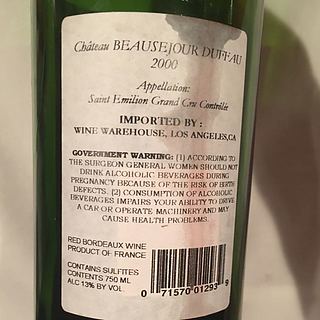 Château BEAUSEJOUR DUFFAU
2000
Appellation:
Saint Emilion Grand Cru Contrôlée
IMPORTED BY :
WINE WAREHOUSE, LOS ANGELES,CA
GOVERNMENT WARNING: (1) ACCORDING TO
THE SURGEON GENERAL WOMEN SHOULD NOT
DRINK ALCOHOLIC BEVERAGES DURING
PREGNANCY BECAUSE OF THE RISK OF BIRTH
DEFECTS. (2) CONSUMPTION OF ALCOHOLIC
BEVERAGES IMPAIRS YOUR ABILITY TO DRIVE
A CAR OR OPERATE MACHINERY AND MAY
CAUSE HEALTH PROBLEMS.
RED BORDEAUX WINE
PRODUCT OF FRANCE
CONTAINS SULFITES
CONTENTS 750 ML
ALC 13% BY VOL
0 71570 01293 9